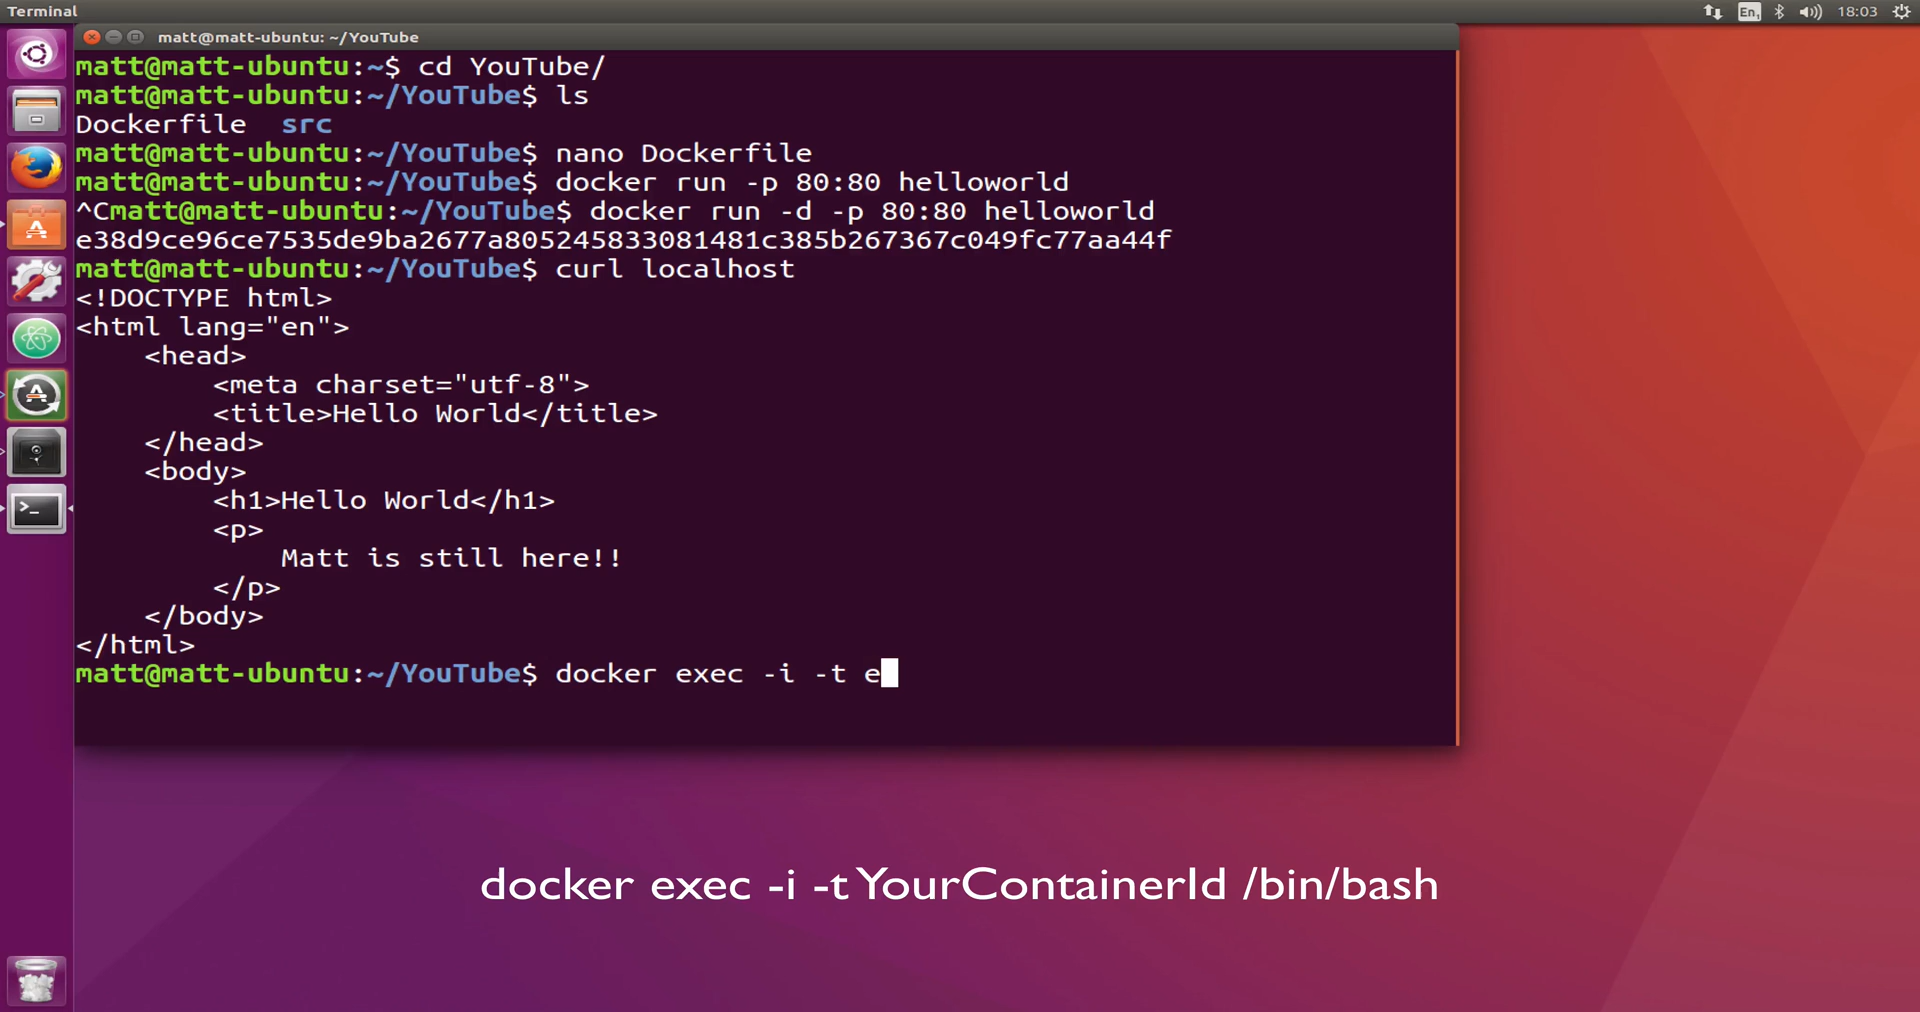 Terminal
En₁
18:03
matt@matt-ubuntu: ~/YouTube
matt@matt-ubuntu:~$ cd YouTube/
matt@matt-ubuntu:~/YouTube$ ls
Dockerfile  src
matt@matt-ubuntu:~/YouTube$ nano Dockerfile
matt@matt-ubuntu:~/YouTube$ docker run -p 80:80 helloworld
^Cmatt@matt-ubuntu:~/YouTube$ docker run -d -p 80:80 helloworld
e38d9ce96ce7535de9ba2677a805245833081481c385b267367c049fc77aa44f
matt@matt-ubuntu:~/YouTube$ curl localhost
<!DOCTYPE html>
<html lang="en">
    <head>
        <meta charset="utf-8">
        <title>Hello World</title>
    </head>
    <body>
        <h1>Hello World</h1>
        <p>
            Matt is still here!!
        </p>
    </body>
</html>
matt@matt-ubuntu:~/YouTube$ docker exec -i -t e
docker exec -i -t YourContainerId /bin/bash